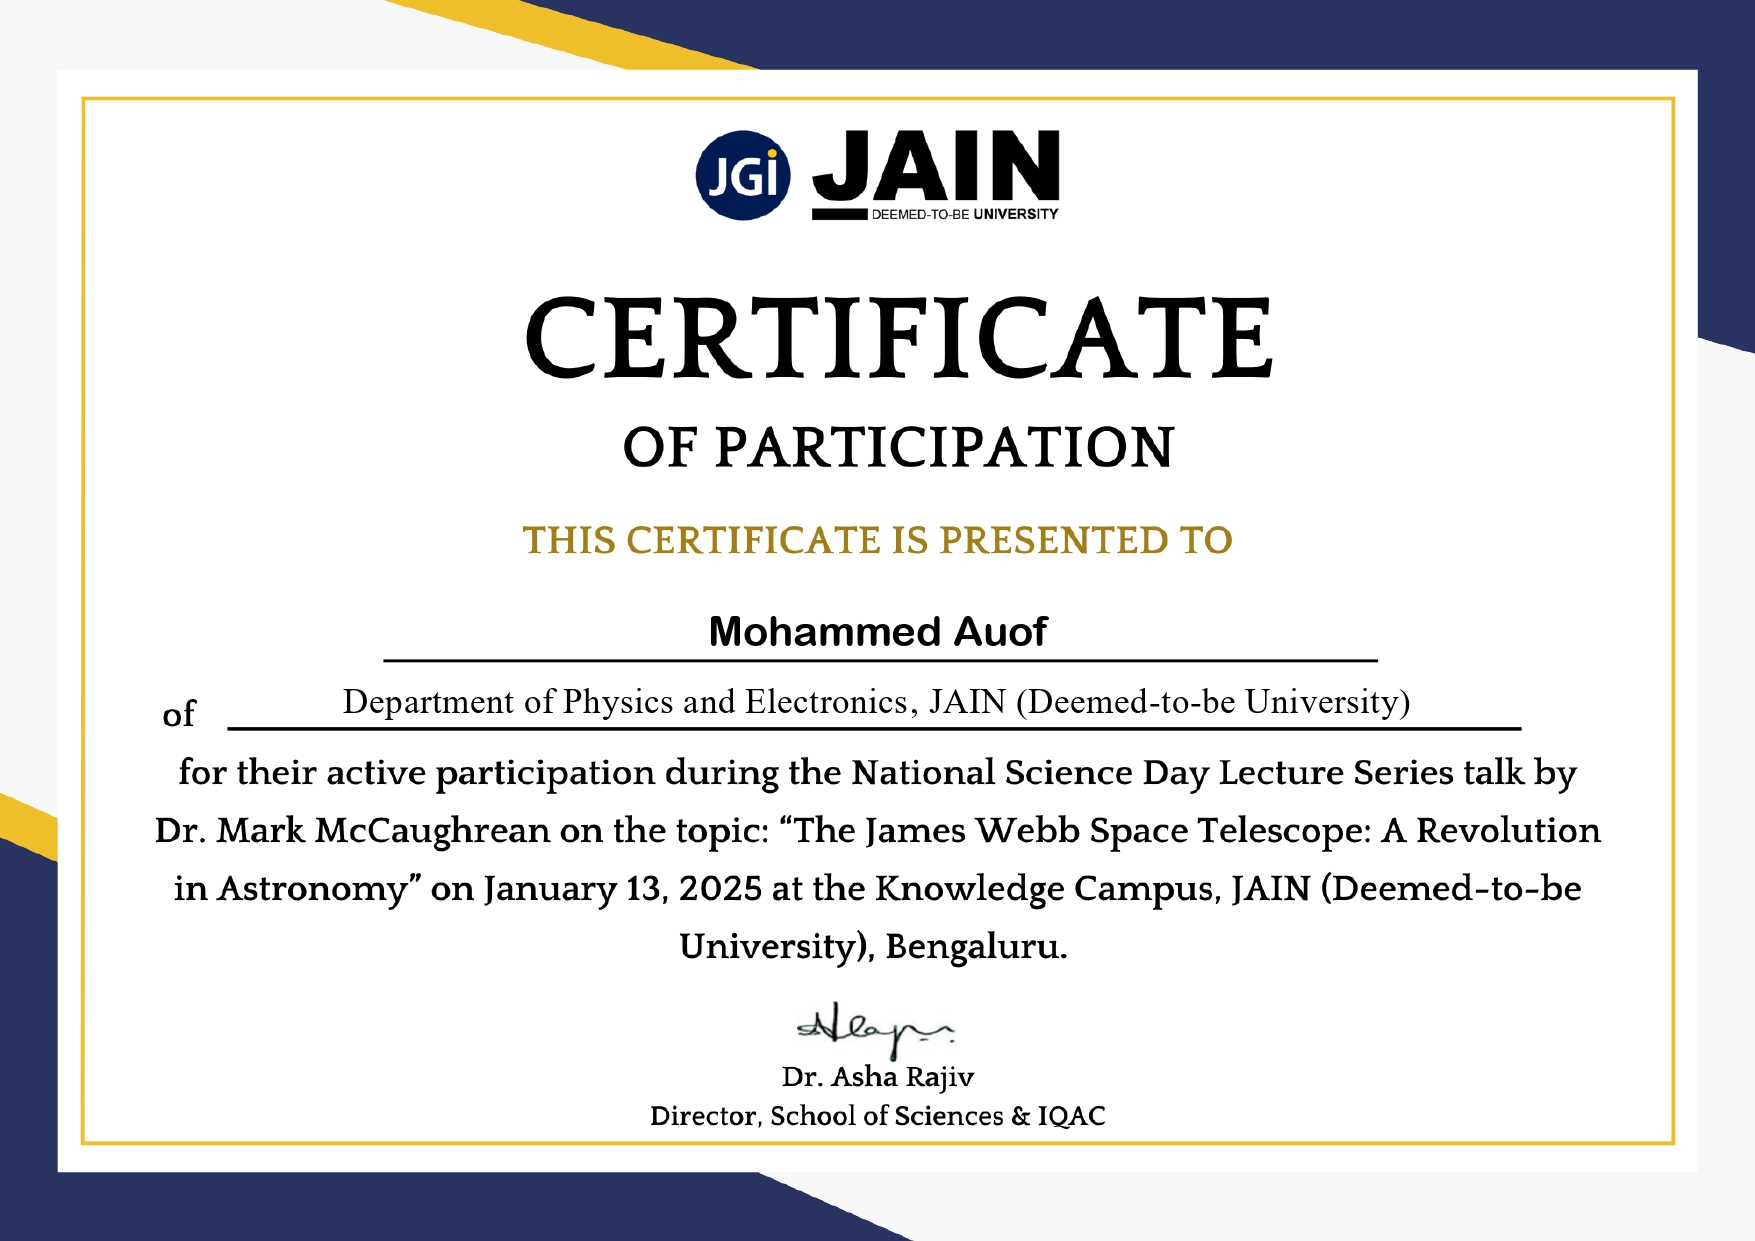 JGi JAIN
DEEMED-TO-BE UNIVERSITY
CERTIFICATE
OF PARTICIPATION
THIS CERTIFICATE IS PRESENTED TO
Mohammed Auof
of Department of Physics and Electronics, JAIN (Deemed-to-be University)
for their active participation during the National Science Day Lecture Series talk by
Dr. Mark McCaughrean on the topic: “The James Webb Space Telescope: A Revolution
in Astronomy” on January 13, 2025 at the Knowledge Campus, JAIN (Deemed-to-be
University), Bengaluru.
Dr. Asha Rajiv
Director, School of Sciences & IQAC